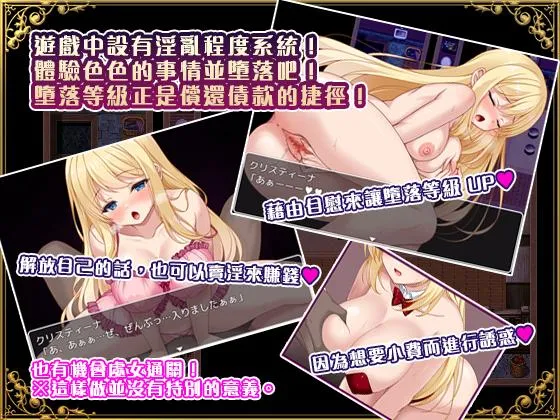 遊戲中設有淫亂程度系統！
體驗色色的事情並墮落吧！
墮落等級正是償還債款的捷徑！
クリスティーナ
「あぁーーー♥♥
藉由自慰來讓墮落等級 UP♥
解放自己的話，也可以賣淫來賺錢♥
クリスティーナ
「あ、あぁぁ…ぜ、ぜんぶっ…入りましたぁぁ」
因為想要小費而進行誘惑♥
也有機會處女通關！
※這樣做並沒有特別的意義。